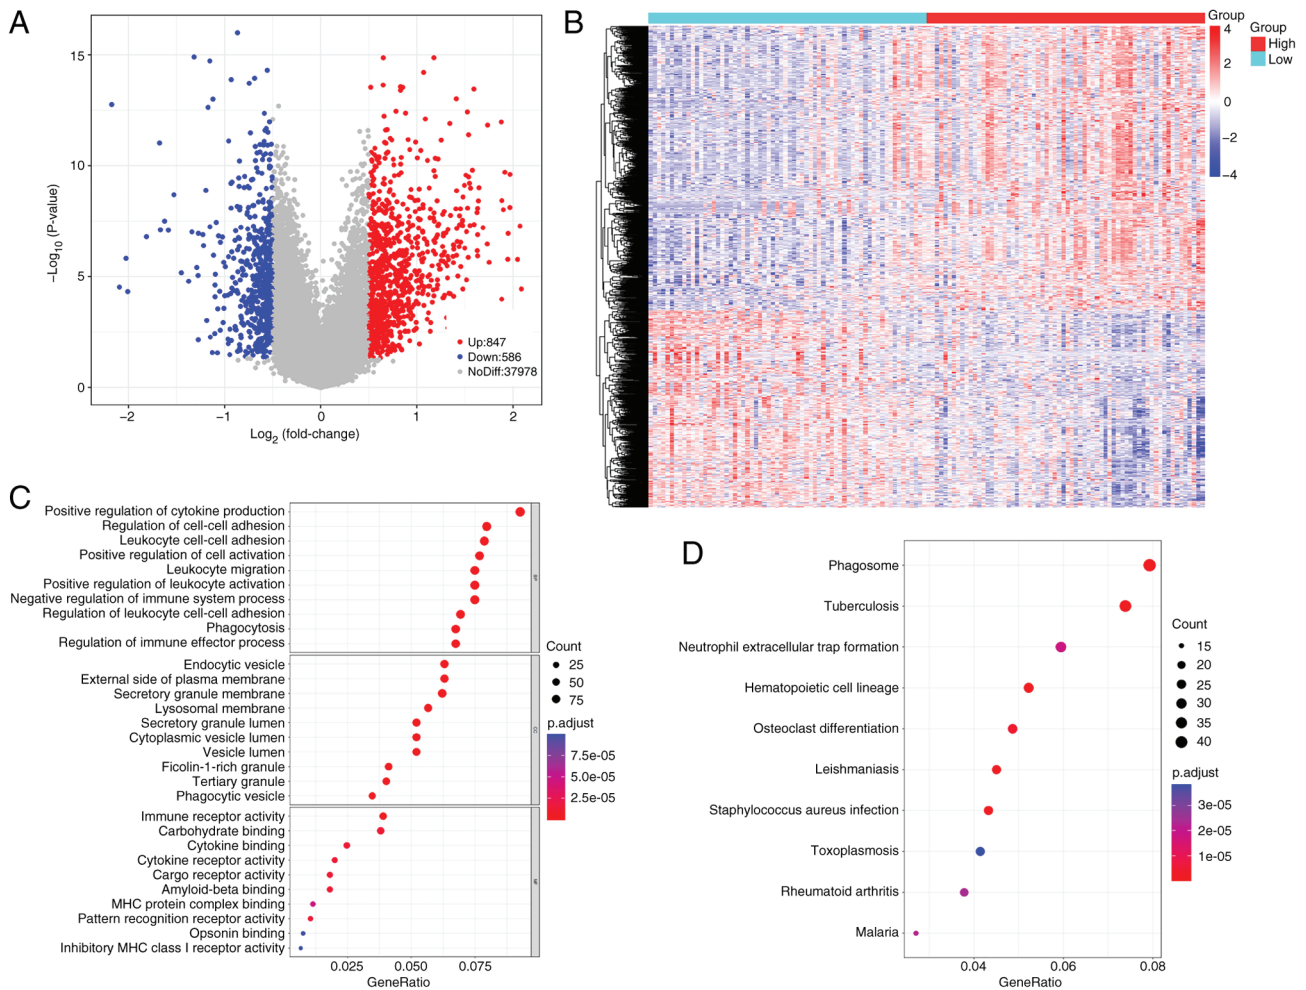 A
15
10
5
0
−Log10 (P-value)
−2
−1
0
1
2
Log2 (fold-change)
Up:847
Down:586
NoDiff:37978
B
Group
4
2
0
−2
−4
Group
High
Low
C
Positive regulation of cytokine production
Regulation of cell-cell adhesion
Leukocyte cell-cell adhesion
Positive regulation of cell activation
Leukocyte migration
Positive regulation of leukocyte activation
Negative regulation of immune system process
Regulation of leukocyte cell-cell adhesion
Phagocytosis
Regulation of immune effector process
BP
Endocytic vesicle
External side of plasma membrane
Secretory granule membrane
Lysosomal membrane
Secretory granule lumen
Cytoplasmic vesicle lumen
Vesicle lumen
Ficolin-1-rich granule
Tertiary granule
Phagocytic vesicle
CC
Immune receptor activity
Carbohydrate binding
Cytokine binding
Cytokine receptor activity
Cargo receptor activity
Amyloid-beta binding
MHC protein complex binding
Pattern recognition receptor activity
Opsonin binding
Inhibitory MHC class I receptor activity
MF
0.025
0.050
0.075
GeneRatio
Count
25
50
75
p.adjust
7.5e-05
5.0e-05
2.5e-05
D
Phagosome
Tuberculosis
Neutrophil extracellular trap formation
Hematopoietic cell lineage
Osteoclast differentiation
Leishmaniasis
Staphylococcus aureus infection
Toxoplasmosis
Rheumatoid arthritis
Malaria
0.04
0.06
0.08
GeneRatio
Count
15
20
25
30
35
40
p.adjust
3e-05
2e-05
1e-05